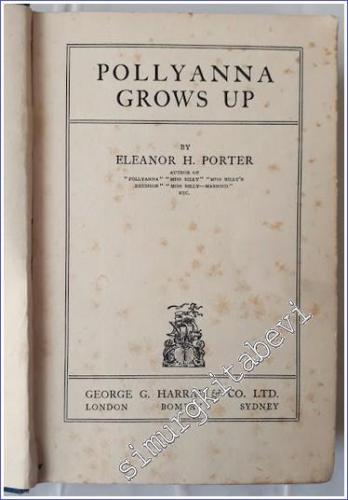 POLLYANNA
GROWS UP
BY
ELEANOR H. PORTER
AUTHOR OF
"POLLYANNA" "MISS BILLY" "MISS BILLY'S
DECISION" "MISS BILLY—MARRIED"
ETC.
GEORGE G. HARRAP & CO. LTD.
LONDON BOMBAY SYDNEY
simurgkitabevi